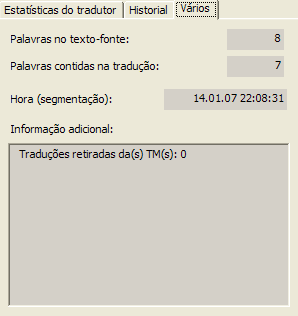 Estatísticas do tradutor Historial Vários
Palavras no texto-fonte: 8
Palavras contidas na tradução: 7
Hora (segmentação): 14.01.07 22:08:31
Informação adicional:
Traduções retiradas da(s) TM(s): 0